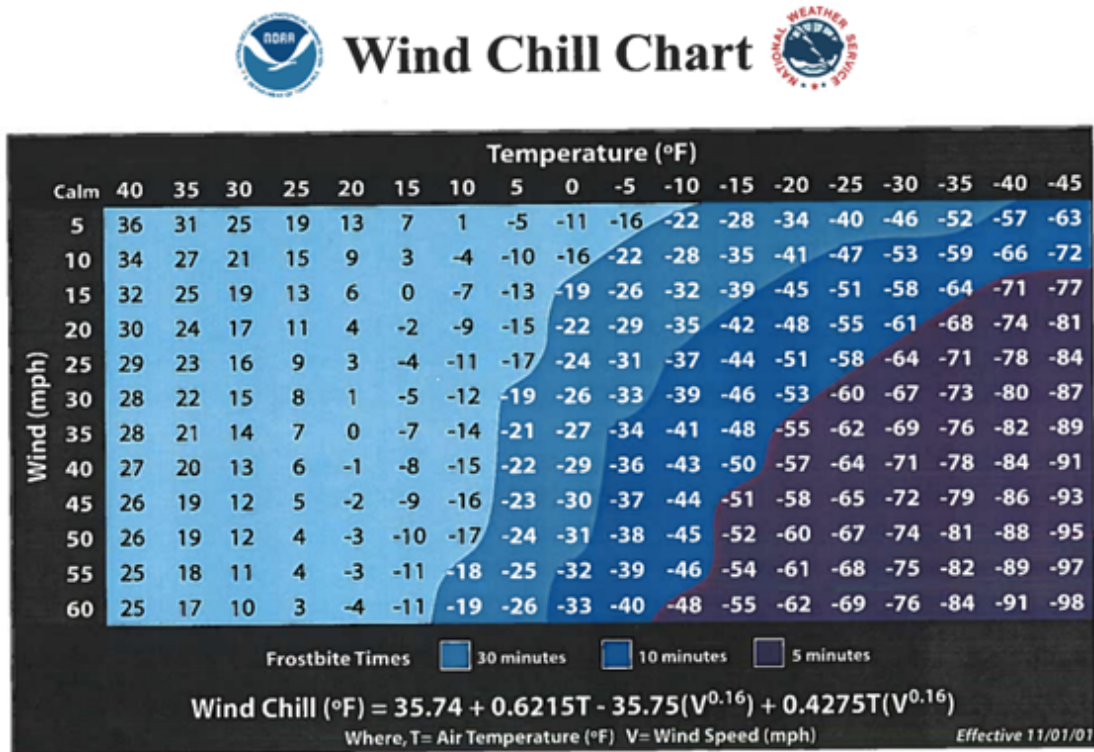 NOAA
Wind Chill Chart
NATIONAL WEATHER SERVICE
Temperature (ºF)
Calm 40 35 30 25 20 15 10 5 0 -5 -10 -15 -20 -25 -30 -35 -40 -45
Wind (mph)
5 36 31 25 19 13 7 1 -5 -11 -16 -22 -28 -34 -40 -46 -52 -57 -63
10 34 27 21 15 9 3 -4 -10 -16 -22 -28 -35 -41 -47 -53 -59 -66 -72
15 32 25 19 13 6 0 -7 -13 -19 -26 -32 -39 -45 -51 -58 -64 -71 -77
20 30 24 17 11 4 -2 -9 -15 -22 -29 -35 -42 -48 -55 -61 -68 -74 -81
25 29 23 16 9 3 -4 -11 -17 -24 -31 -37 -44 -51 -58 -64 -71 -78 -84
30 28 22 15 8 1 -5 -12 -19 -26 -33 -39 -46 -53 -60 -67 -73 -80 -87
35 28 21 14 7 0 -7 -14 -21 -27 -34 -41 -48 -55 -62 -69 -76 -82 -89
40 27 20 13 6 -1 -8 -15 -22 -29 -36 -43 -50 -57 -64 -71 -78 -84 -91
45 26 19 12 5 -2 -9 -16 -23 -30 -37 -44 -51 -58 -65 -72 -79 -86 -93
50 26 19 12 4 -3 -10 -17 -24 -31 -38 -45 -52 -60 -67 -74 -81 -88 -95
55 25 18 11 4 -3 -11 -18 -25 -32 -39 -46 -54 -61 -68 -75 -82 -89 -97
60 25 17 10 3 -4 -11 -19 -26 -33 -40 -48 -55 -62 -69 -76 -84 -91 -98
Frostbite Times 30 minutes 10 minutes 5 minutes
Wind Chill (ºF) = 35.74 + 0.6215T - 35.75(V^0.16) + 0.4275T(V^0.16)
Where, T= Air Temperature (ºF) V= Wind Speed (mph) Effective 11/01/01